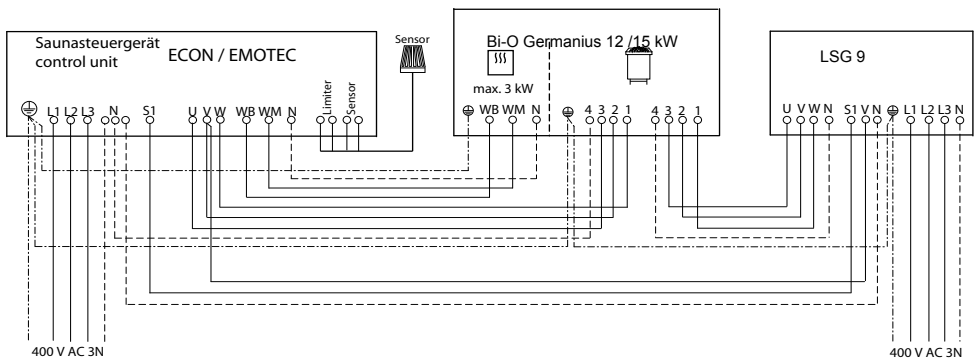 Saunasteuergerät
control unit
ECON / EMOTEC
Sensor
Bi-O Germanius 12 /15 kW
max. 3 kW
LSG 9
L1 L2 L3 N S1 U V W WB WM N Limiter Sensor
WB WM N 4 3 2 1 4 3 2 1
U V W N S1 V N L1 L2 L3 N
400 V AC 3N
400 V AC 3N